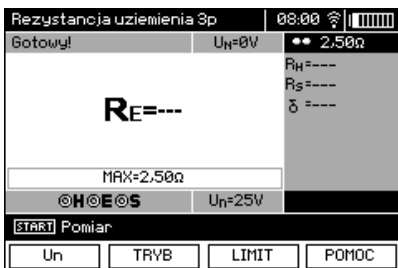 Rezystancja uziemienia 3p 08:00
Gotowy! UN=0V 2,50Ω
RH=---
RS=---
δ =---
RE=---
MAX=2,50Ω
H E S Un=25V
START Pomiar
Un TRYB LIMIT POMOC